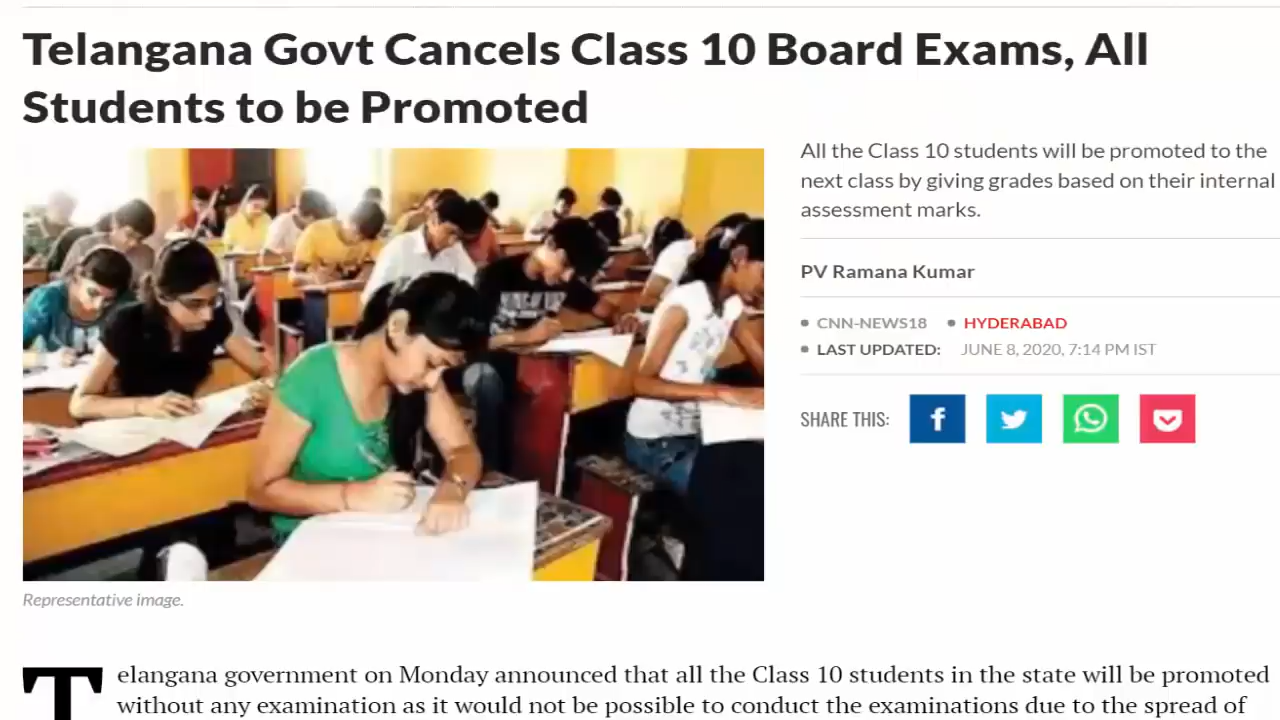 Telangana Govt Cancels Class 10 Board Exams, All
Students to be Promoted
All the Class 10 students will be promoted to the
next class by giving grades based on their internal
assessment marks.
PV Ramana Kumar
CNN-NEWS18 • HYDERABAD
LAST UPDATED: JUNE 8, 2020, 7:14 PM IST
SHARE THIS:
Representative image.
Telangana government on Monday announced that all the Class 10 students in the state will be promoted
without any examination as it would not be possible to conduct the examinations due to the spread of